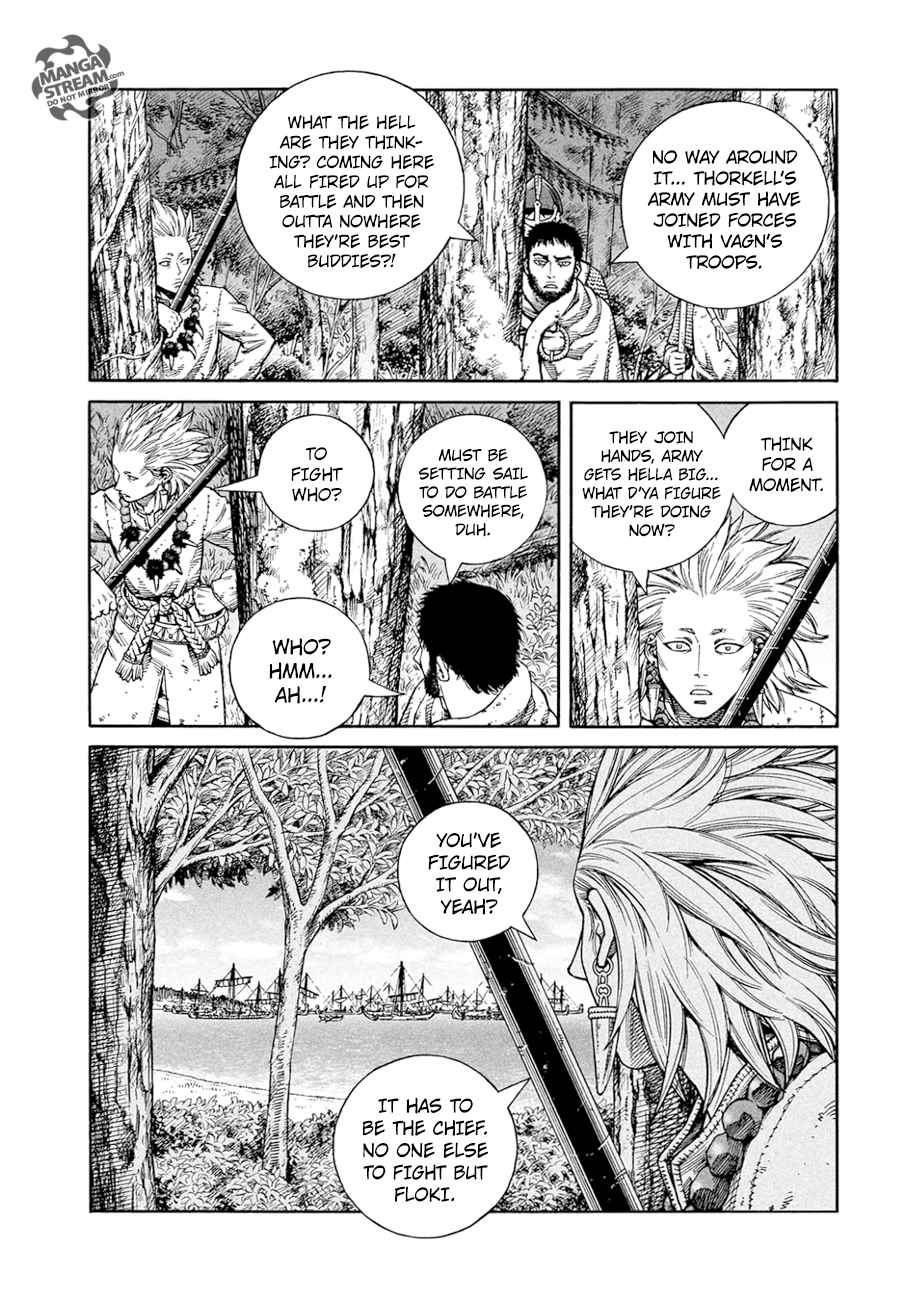 MANGA
STREAM.com
DO NOT MIRROR
NO WAY AROUND
IT... THORKELL'S
ARMY MUST HAVE
JOINED FORCES
WITH VAGN'S
TROOPS.
WHAT THE HELL
ARE THEY THINK-
ING? COMING HERE
ALL FIRED UP FOR
BATTLE AND THEN
OUTTA NOWHERE
THEY'RE BEST
BUDDIES?!
THINK
FOR A
MOMENT.
THEY JOIN
HANDS, ARMY
GETS HELLA BIG...
WHAT D'YA FIGURE
THEY'RE DOING
NOW?
MUST BE
SETTING SAIL
TO DO BATTLE
SOMEWHERE,
DUH.
TO
FIGHT
WHO?
WHO?
HMM...
AH...!
YOU'VE
FIGURED
IT OUT,
YEAH?
IT HAS TO
BE THE CHIEF.
NO ONE ELSE
TO FIGHT BUT
FLOKI.